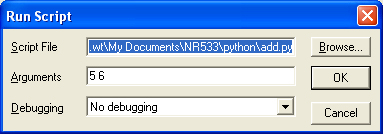 Run Script
Script File .wt\My Documents\NR533\python\add.py Browse...
Arguments 5 6 OK
Debugging No debugging Cancel